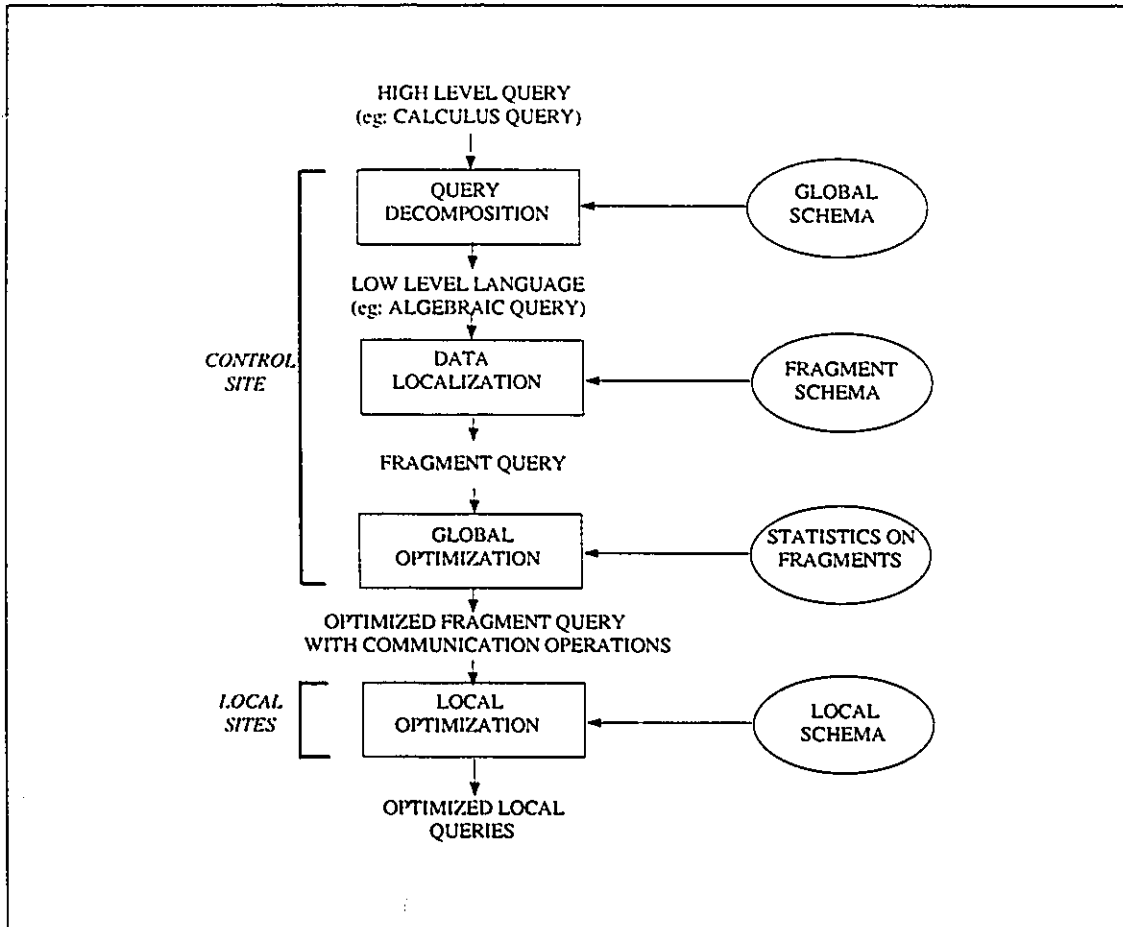 HIGH LEVEL QUERY
(eg: CALCULUS QUERY)
QUERY
DECOMPOSITION
GLOBAL
SCHEMA
LOW LEVEL LANGUAGE
(eg: ALGEBRAIC QUERY)
CONTROL
SITE
DATA
LOCALIZATION
FRAGMENT
SCHEMA
FRAGMENT QUERY
GLOBAL
OPTIMIZATION
STATISTICS ON
FRAGMENTS
OPTIMIZED FRAGMENT QUERY
WITH COMMUNICATION OPERATIONS
LOCAL
SITES
LOCAL
OPTIMIZATION
LOCAL
SCHEMA
OPTIMIZED LOCAL
QUERIES